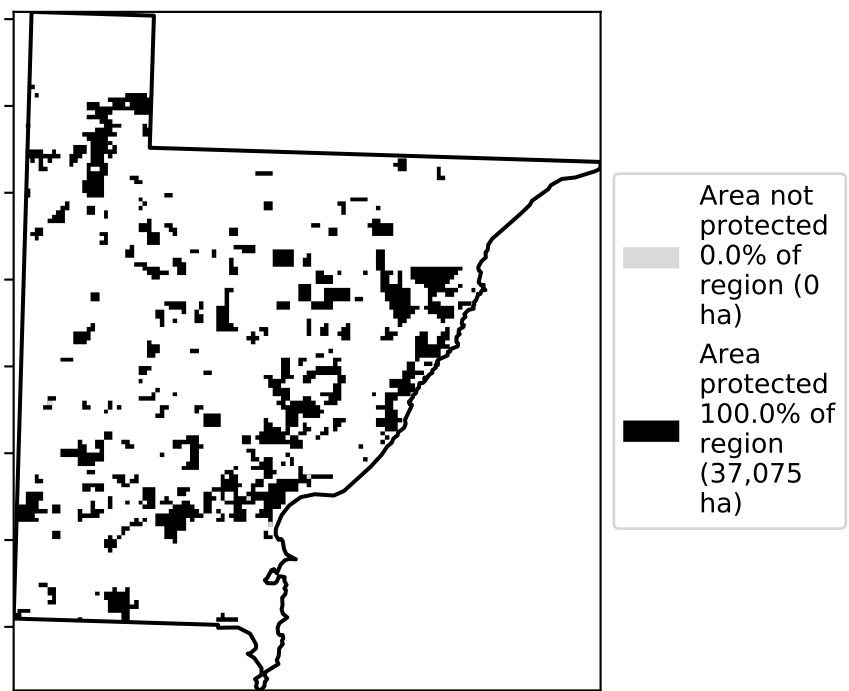 Area not
protected
0.0% of
region (0
ha)
Area
protected
100.0% of
region
(37,075
ha)